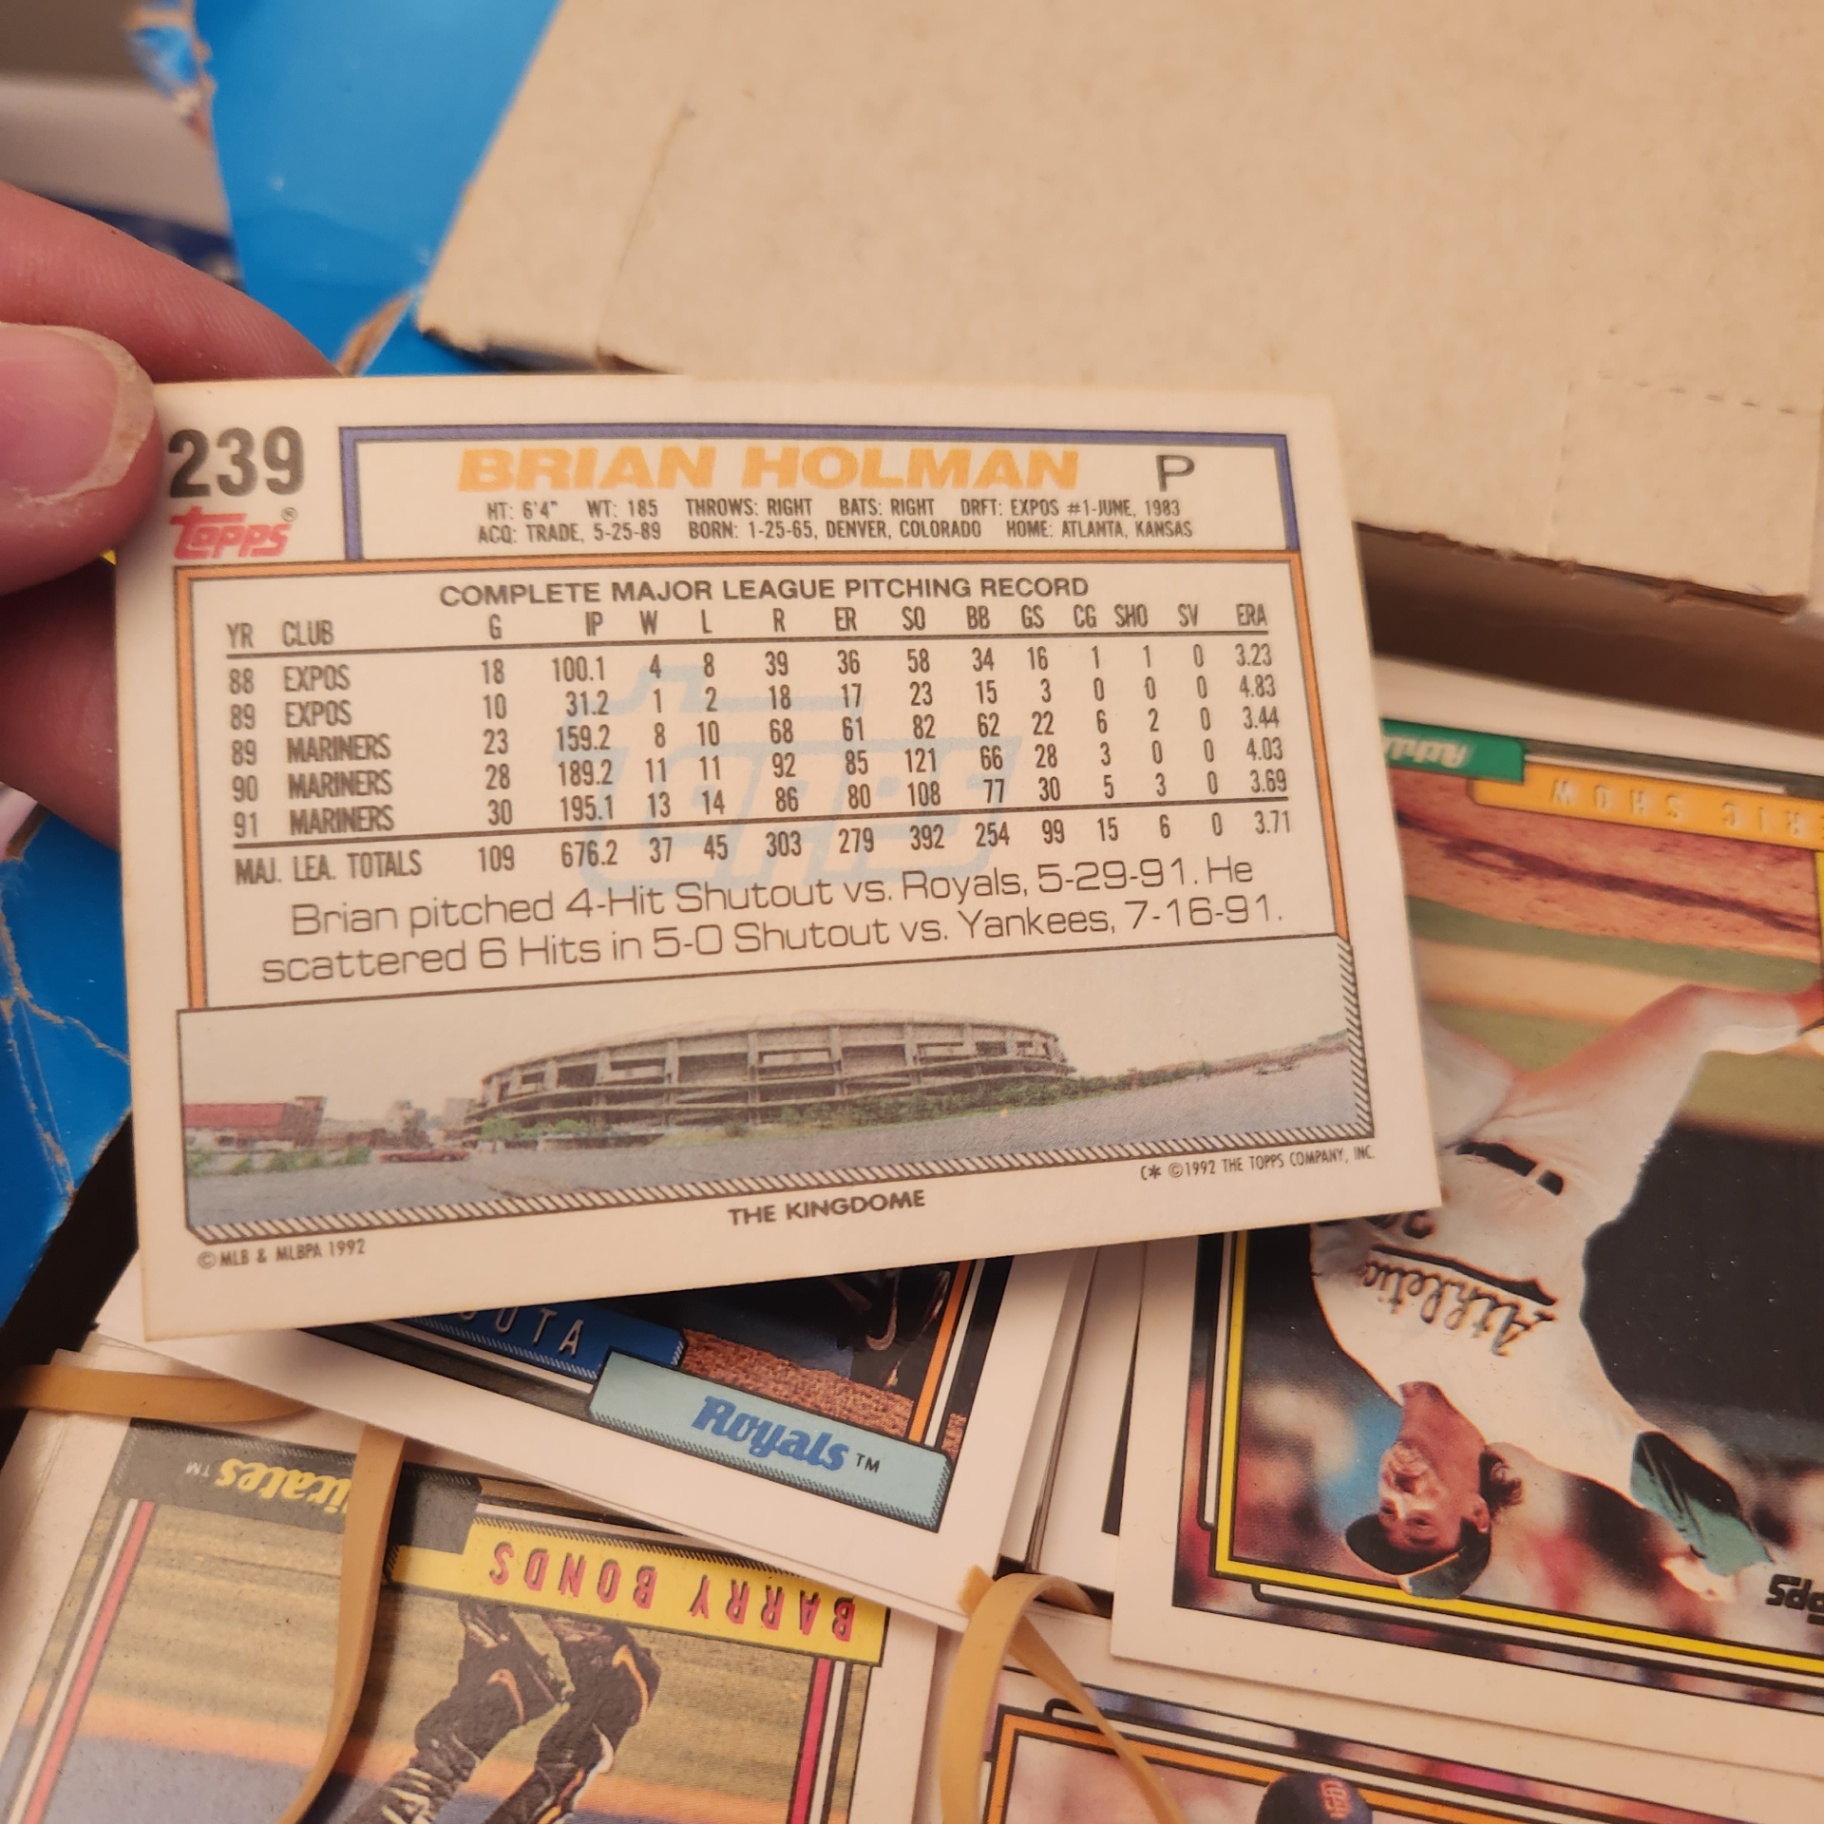 239
Topps®
BRIAN HOLMAN P
HT: 6'4" WT: 185 THROWS: RIGHT BATS: RIGHT DRFT: EXPOS #1-JUNE, 1983
ACQ: TRADE, 5-25-89 BORN: 1-25-65, DENVER, COLORADO HOME: ATLANTA, KANSAS
COMPLETE MAJOR LEAGUE PITCHING RECORD
YR CLUB G IP W L R ER SO BB GS CG SHO SV ERA
88 EXPOS 18 100.1 4 8 39 36 58 34 16 1 1 0 3.23
89 EXPOS 10 31.2 1 2 18 17 23 15 3 0 0 0 4.83
89 MARINERS 23 159.2 8 10 68 61 82 62 22 6 2 0 3.44
90 MARINERS 28 189.2 11 11 92 85 121 66 28 3 0 0 4.03
91 MARINERS 30 195.1 13 14 86 80 108 77 30 5 3 0 3.69
MAJ. LEA. TOTALS 109 676.2 37 45 303 279 392 254 99 15 6 0 3.71
Topps
Brian pitched 4-Hit Shutout vs. Royals, 5-29-91. He
scattered 6 Hits in 5-0 Shutout vs. Yankees, 7-16-91.
THE KINGDOME
C* ©1992 THE TOPPS COMPANY, INC.
© MLB & MLBPA 1992
OUTA
Royals™
Pirates™
BARRY BONDS
ERIC SHOW
Athletics
Topps